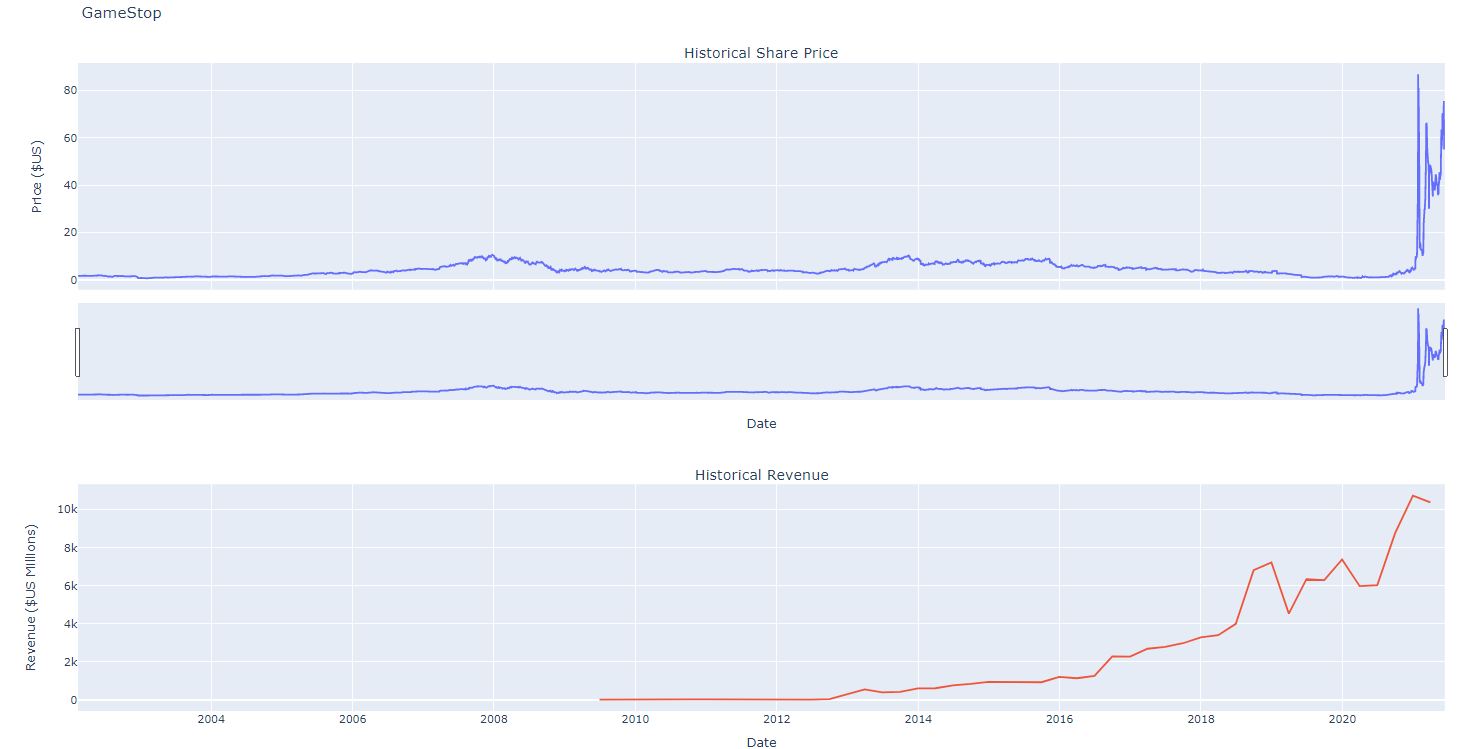 GameStop
Historical Share Price
Price ($US)
80
60
40
20
0
Date
Historical Revenue
Revenue ($US Millions)
10k
8k
6k
4k
2k
0
2004 2006 2008 2010 2012 2014 2016 2018 2020
Date